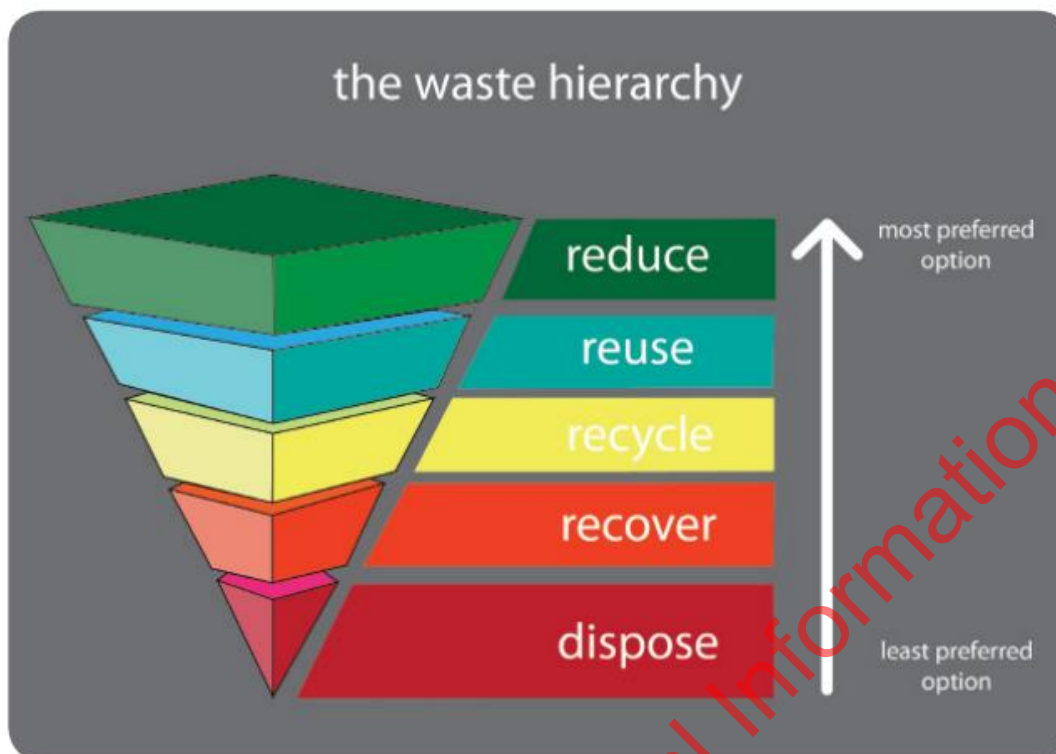 the waste hierarchy
reduce
most preferred
option
reuse
recycle
recover
dispose
least preferred
option
Information